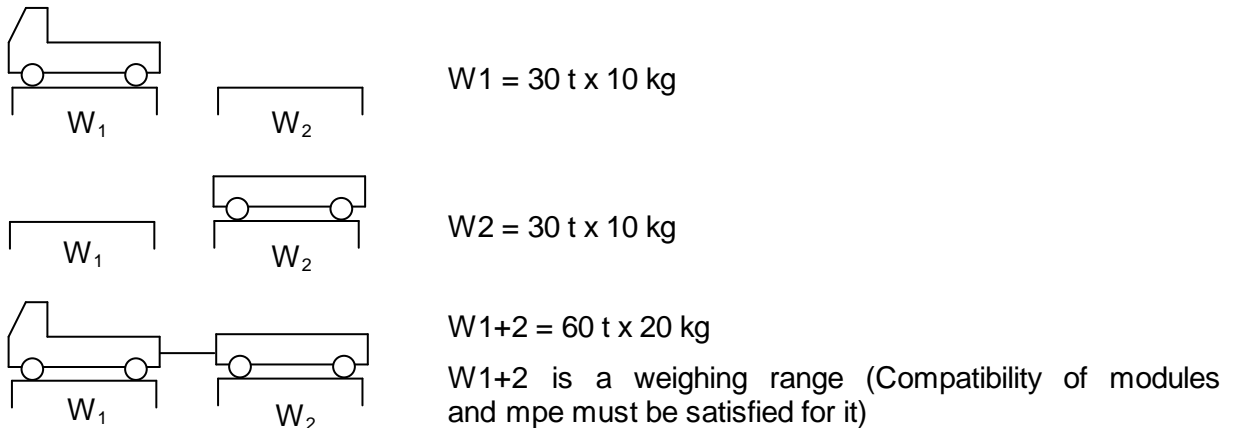 W1 = 30 t x 10 kg
W₁ W₂
W2 = 30 t x 10 kg
W₁ W₂
W1+2 = 60 t x 20 kg
W1+2 is a weighing range (Compatibility of modules
and mpe must be satisfied for it)
W₁ W₂